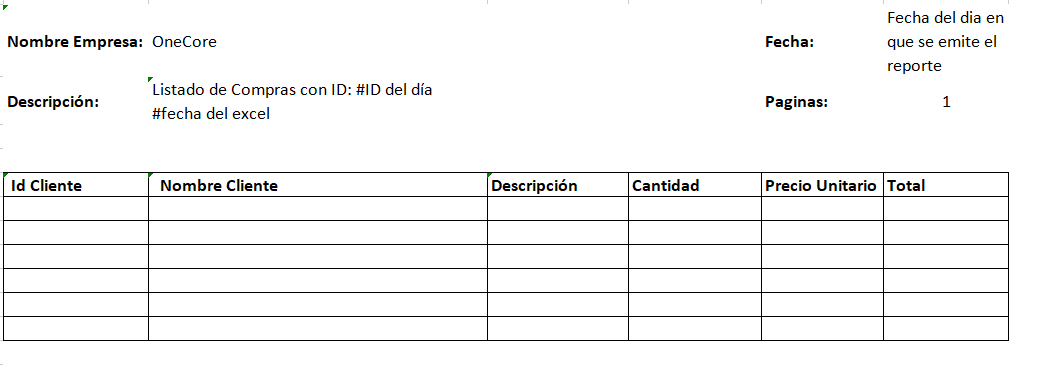 Nombre Empresa: OneCore Fecha: Fecha del dia en
que se emite el
reporte
Descripción: Listado de Compras con ID: #ID del día
#fecha del excel
Paginas: 1
Id Cliente Nombre Cliente Descripción Cantidad Precio Unitario Total